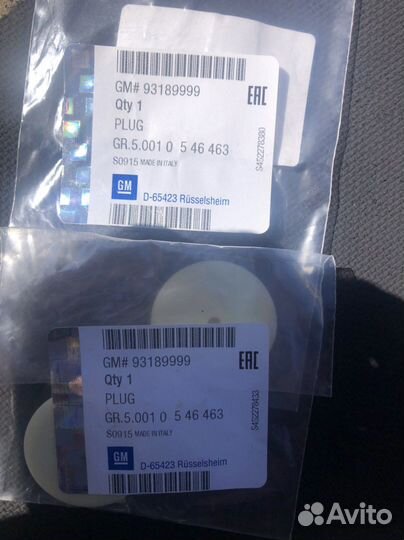 GM# 93189999
Qty 1
PLUG
GR.5.001 0 5 46 463
S0915 MADE IN ITALY
EAC
S452278380
GM
D-65423 Rüsselsheim
GM# 93189999
Qty 1
PLUG
GR.5.001 0 5 46 463
S0915 MADE IN ITALY
EAC
S452278433
GM
D-65423 Rüsselsheim
Avito